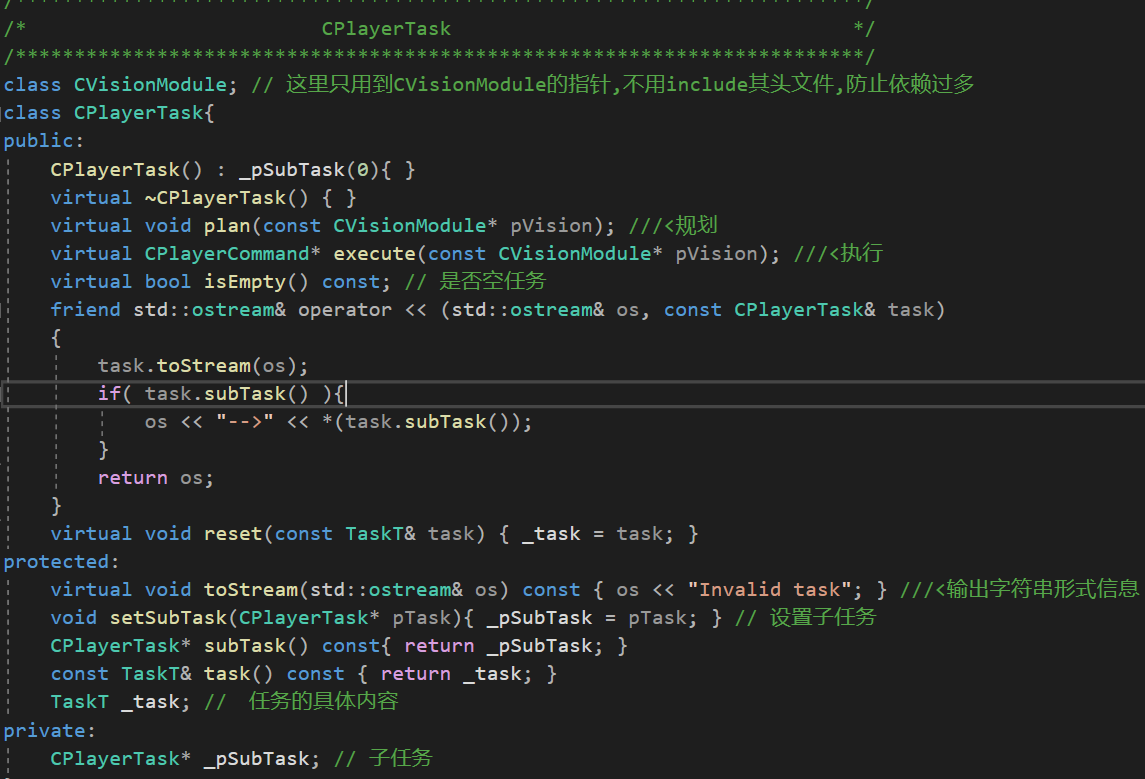 /* CPlayerTask */
/************************************************************************/
class CVisionModule; // 这里只用到CVisionModule的指针,不用include其头文件,防止依赖过多
class CPlayerTask{
public:
    CPlayerTask() : _pSubTask(0){ }
    virtual ~CPlayerTask() { }
    virtual void plan(const CVisionModule* pVision); ///<规划
    virtual CPlayerCommand* execute(const CVisionModule* pVision); ///<执行
    virtual bool isEmpty() const; // 是否空任务
    friend std::ostream& operator << (std::ostream& os, const CPlayerTask& task)
    {
        task.toStream(os);
        if( task.subTask() ){
            os << "-->" << *(task.subTask());
        }
        return os;
    }
    virtual void reset(const TaskT& task) { _task = task; }
protected:
    virtual void toStream(std::ostream& os) const { os << "Invalid task"; } ///<输出字符串形式信息
    void setSubTask(CPlayerTask* pTask){ _pSubTask = pTask; } // 设置子任务
    CPlayerTask* subTask() const{ return _pSubTask; }
    const TaskT& task() const { return _task; }
    TaskT _task; //  任务的具体内容
private:
    CPlayerTask* _pSubTask; // 子任务